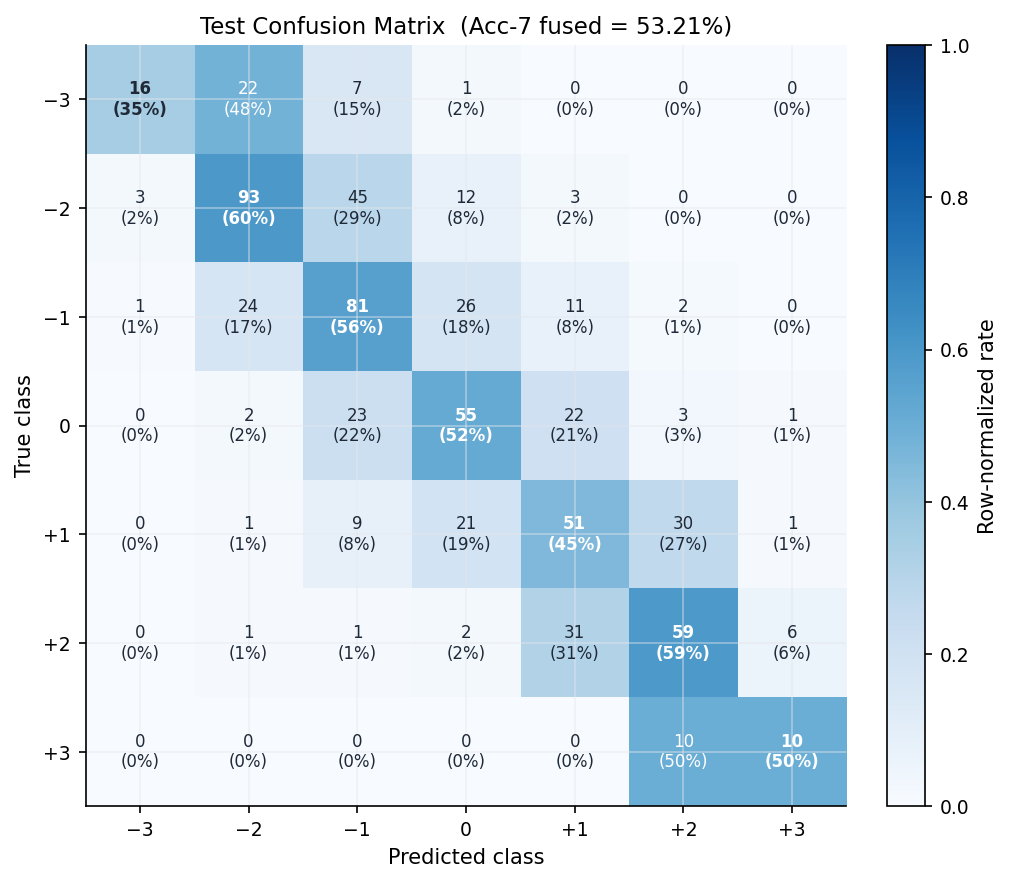 Test Confusion Matrix  (Acc-7 fused = 53.21%)
True class
−3
16 22 7 1 0 0 0
(35%) (48%) (15%) (2%) (0%) (0%) (0%)
−2
3 93 45 12 3 0 0
(2%) (60%) (29%) (8%) (2%) (0%) (0%)
−1
1 24 81 26 11 2 0
(1%) (17%) (56%) (18%) (8%) (1%) (0%)
0
0 2 23 55 22 3 1
(0%) (2%) (22%) (52%) (21%) (3%) (1%)
+1
0 1 9 21 51 30 1
(0%) (1%) (8%) (19%) (45%) (27%) (1%)
+2
0 1 1 2 31 59 6
(0%) (1%) (1%) (2%) (31%) (59%) (6%)
+3
0 0 0 0 0 10 10
(0%) (0%) (0%) (0%) (0%) (50%) (50%)
−3 −2 −1 0 +1 +2 +3
Predicted class
1.0
0.8
0.6
0.4
0.2
0.0
Row-normalized rate